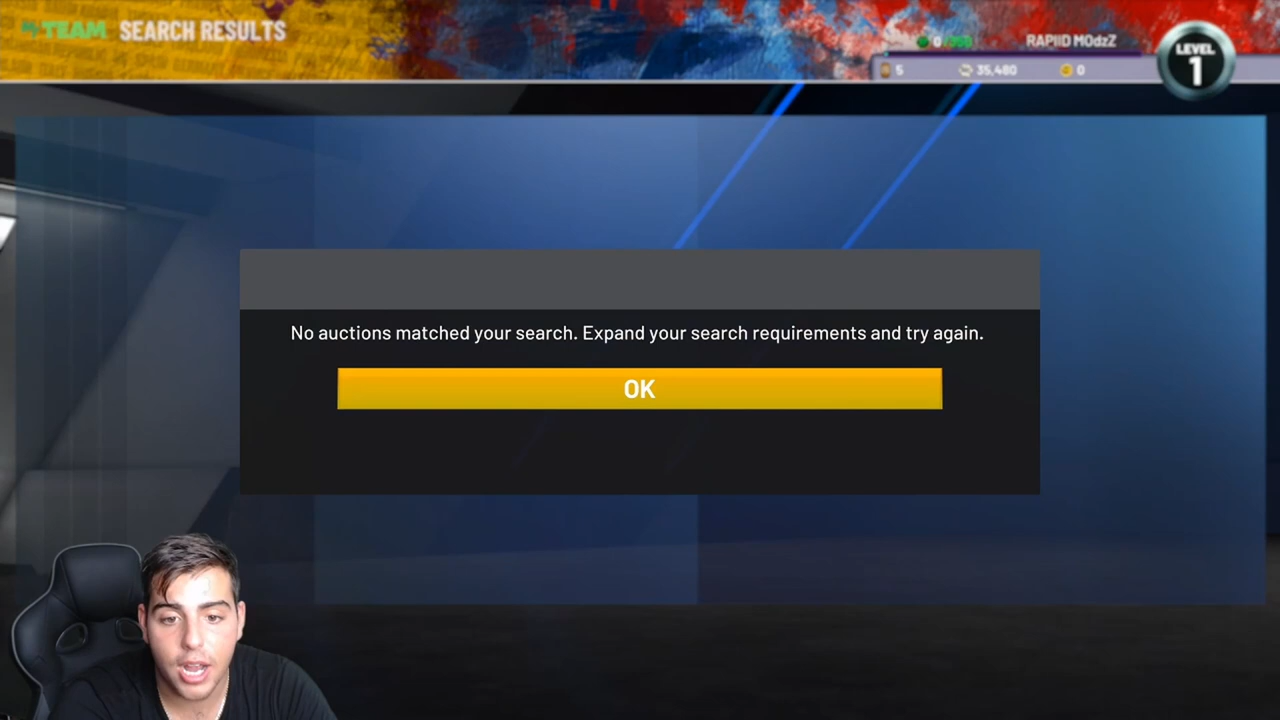 TEAM SEARCH RESULTS
RAPIID MOdzZ
LEVEL
1
5
35,480
0
No auctions matched your search. Expand your search requirements and try again.
OK